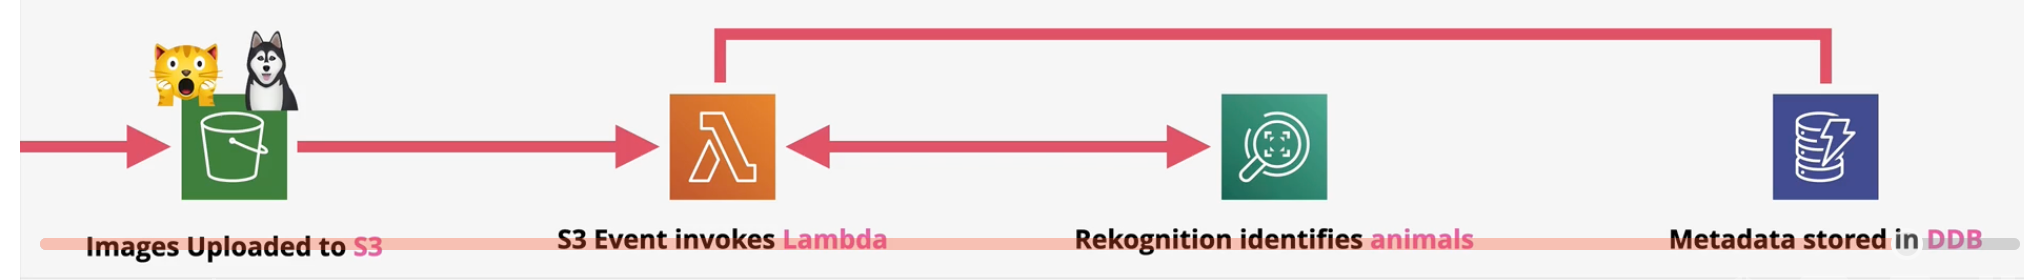 Images Uploaded to S3
S3 Event invokes Lambda
Rekognition identifies animals
Metadata stored in DDB